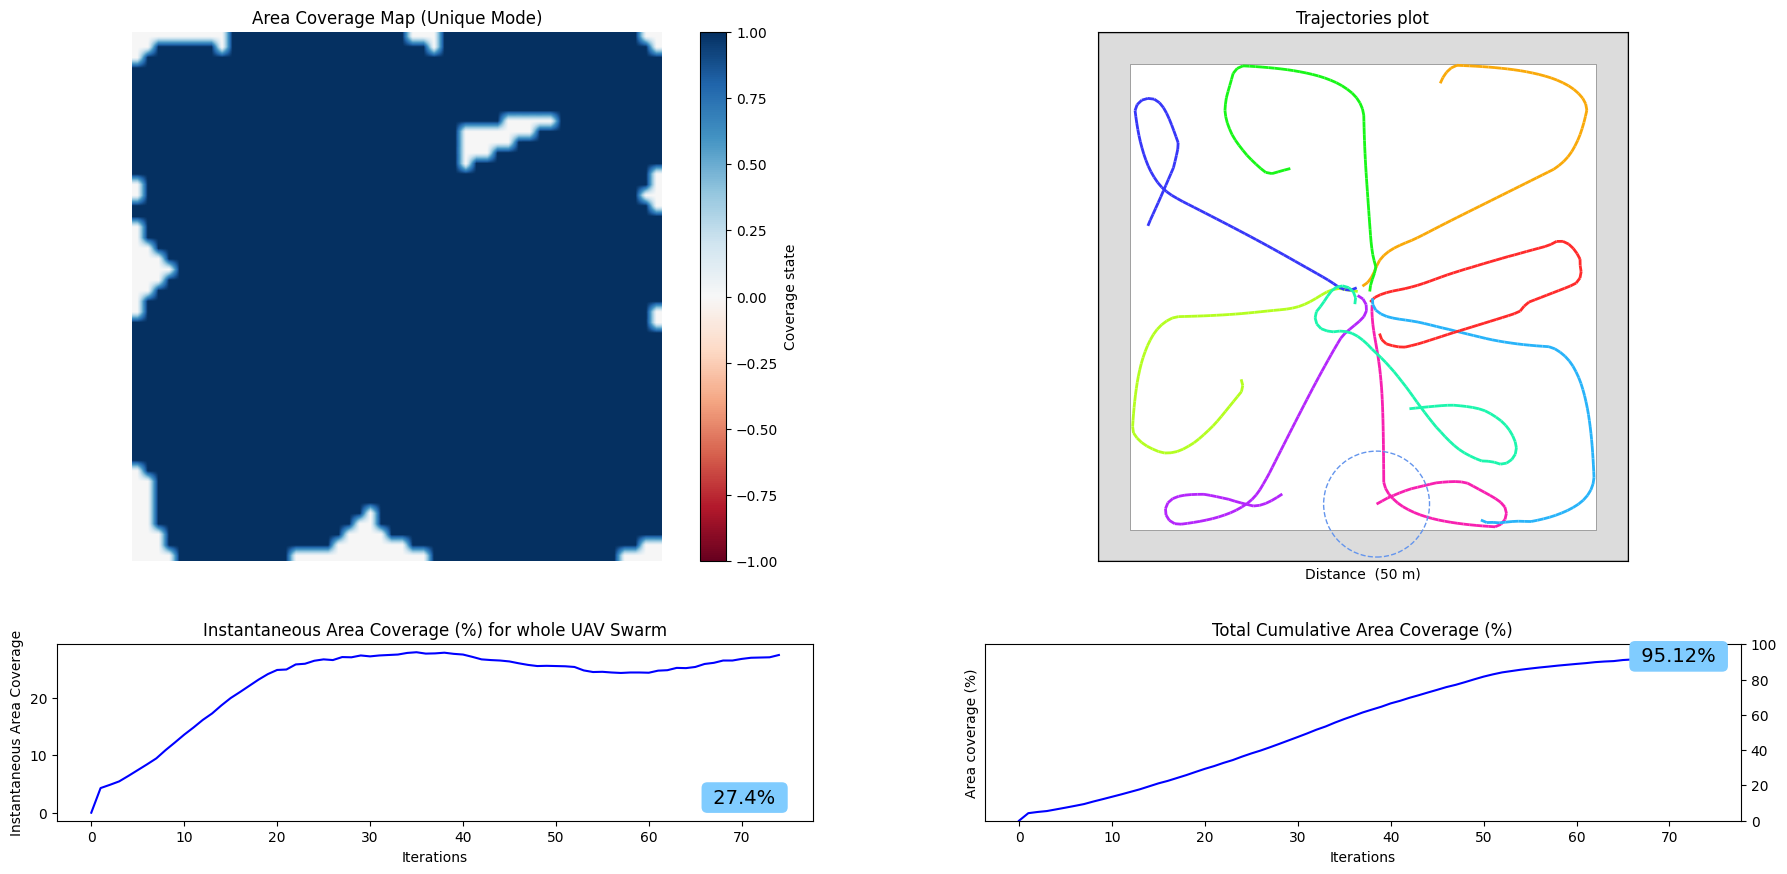 Area Coverage Map (Unique Mode)
1.00
0.75
0.50
0.25
0.00
−0.25
−0.50
−0.75
−1.00
Coverage state
Trajectories plot
Distance  (50 m)
Instantaneous Area Coverage (%) for whole UAV Swarm
Instantaneous Area Coverage
20
10
0
27.4%
0 10 20 30 40 50 60 70
Iterations
Total Cumulative Area Coverage (%)
Area coverage (%)
95.12%
100
80
60
40
20
0
0 10 20 30 40 50 60 70
Iterations